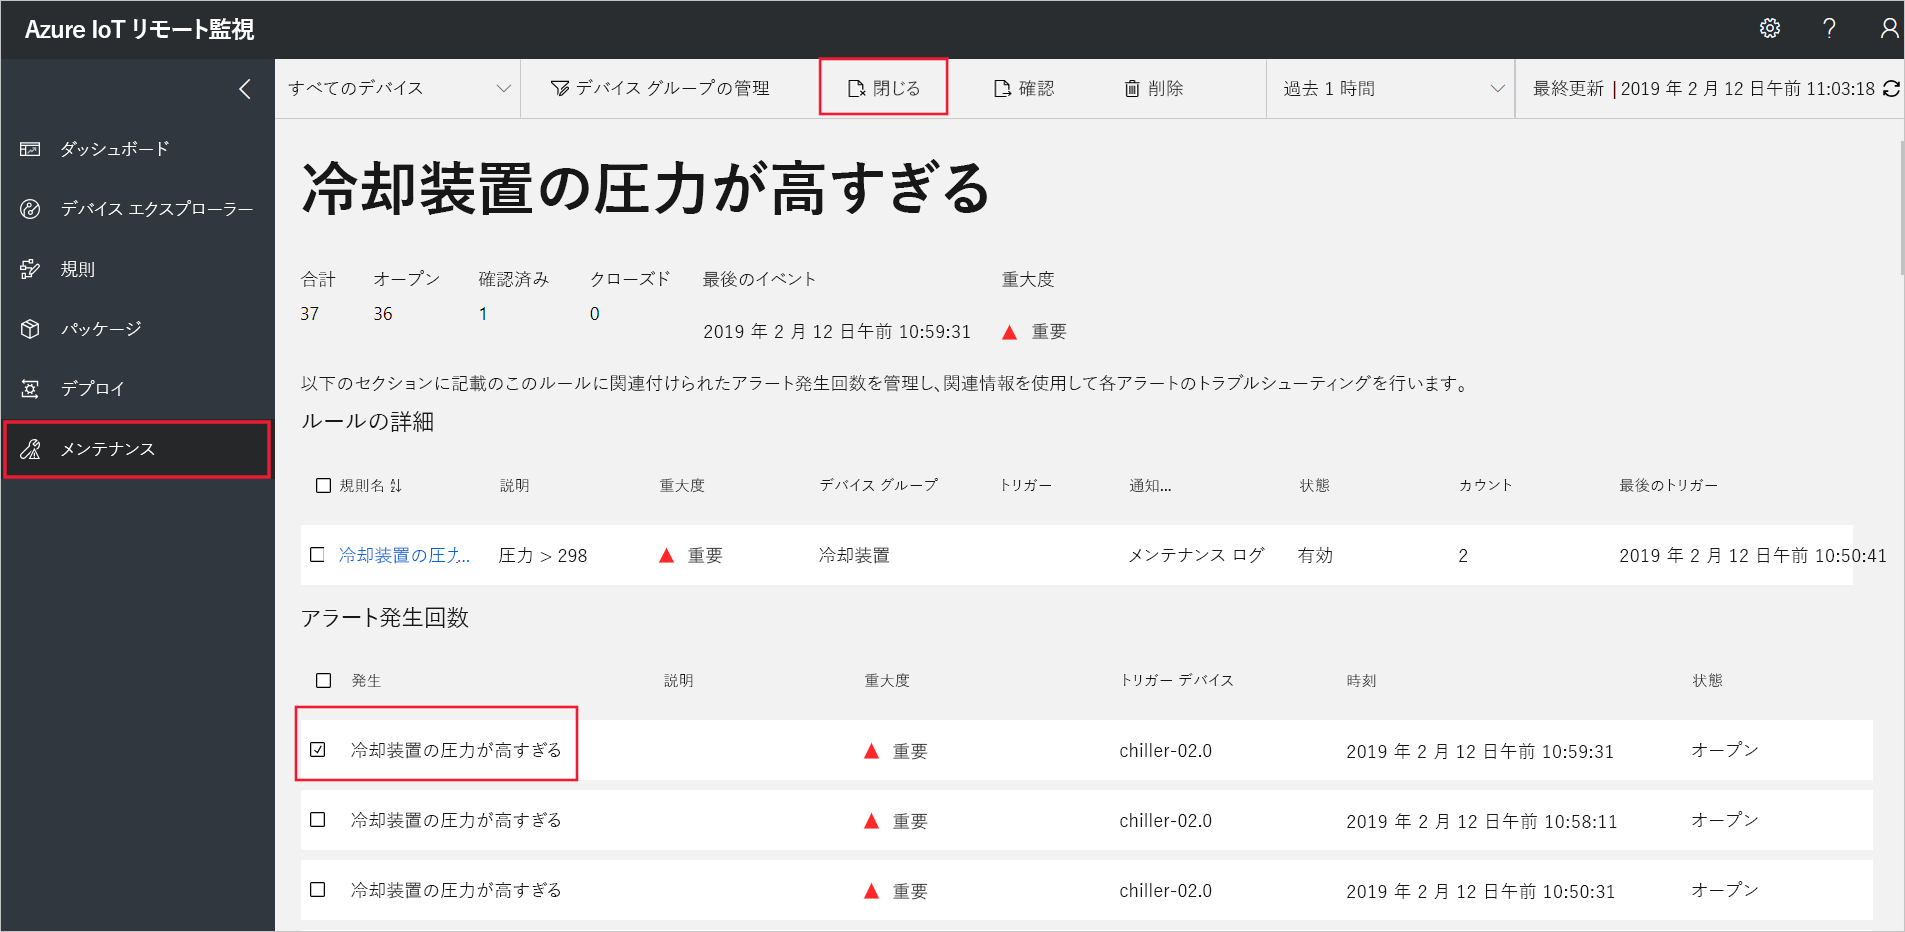 Azure IoT リモート監視
すべてのデバイス
デバイス グループの管理
閉じる
確認
削除
過去 1 時間
最終更新 | 2019 年 2 月 12 日午前 11:03:18
ダッシュボード
デバイス エクスプローラー
規則
パッケージ
デプロイ
メンテナンス
冷却装置の圧力が高すぎる
合計 オープン 確認済み クローズド 最後のイベント 重大度
37 36 1 0
2019 年 2 月 12 日午前 10:59:31 重要
以下のセクションに記載のこのルールに関連付けられたアラート発生回数を管理し、関連情報を使用して各アラートのトラブルシューティングを行います。
ルールの詳細
規則名 説明 重大度 デバイス グループ トリガー 通知... 状態 カウント 最後のトリガー
冷却装置の圧力... 圧力 > 298 重要 冷却装置 メンテナンス ログ 有効 2 2019 年 2 月 12 日午前 10:50:41
アラート発生回数
発生 説明 重大度 トリガー デバイス 時刻 状態
冷却装置の圧力が高すぎる 重要 chiller-02.0 2019 年 2 月 12 日午前 10:59:31 オープン
冷却装置の圧力が高すぎる 重要 chiller-02.0 2019 年 2 月 12 日午前 10:58:11 オープン
冷却装置の圧力が高すぎる 重要 chiller-02.0 2019 年 2 月 12 日午前 10:50:31 オープン